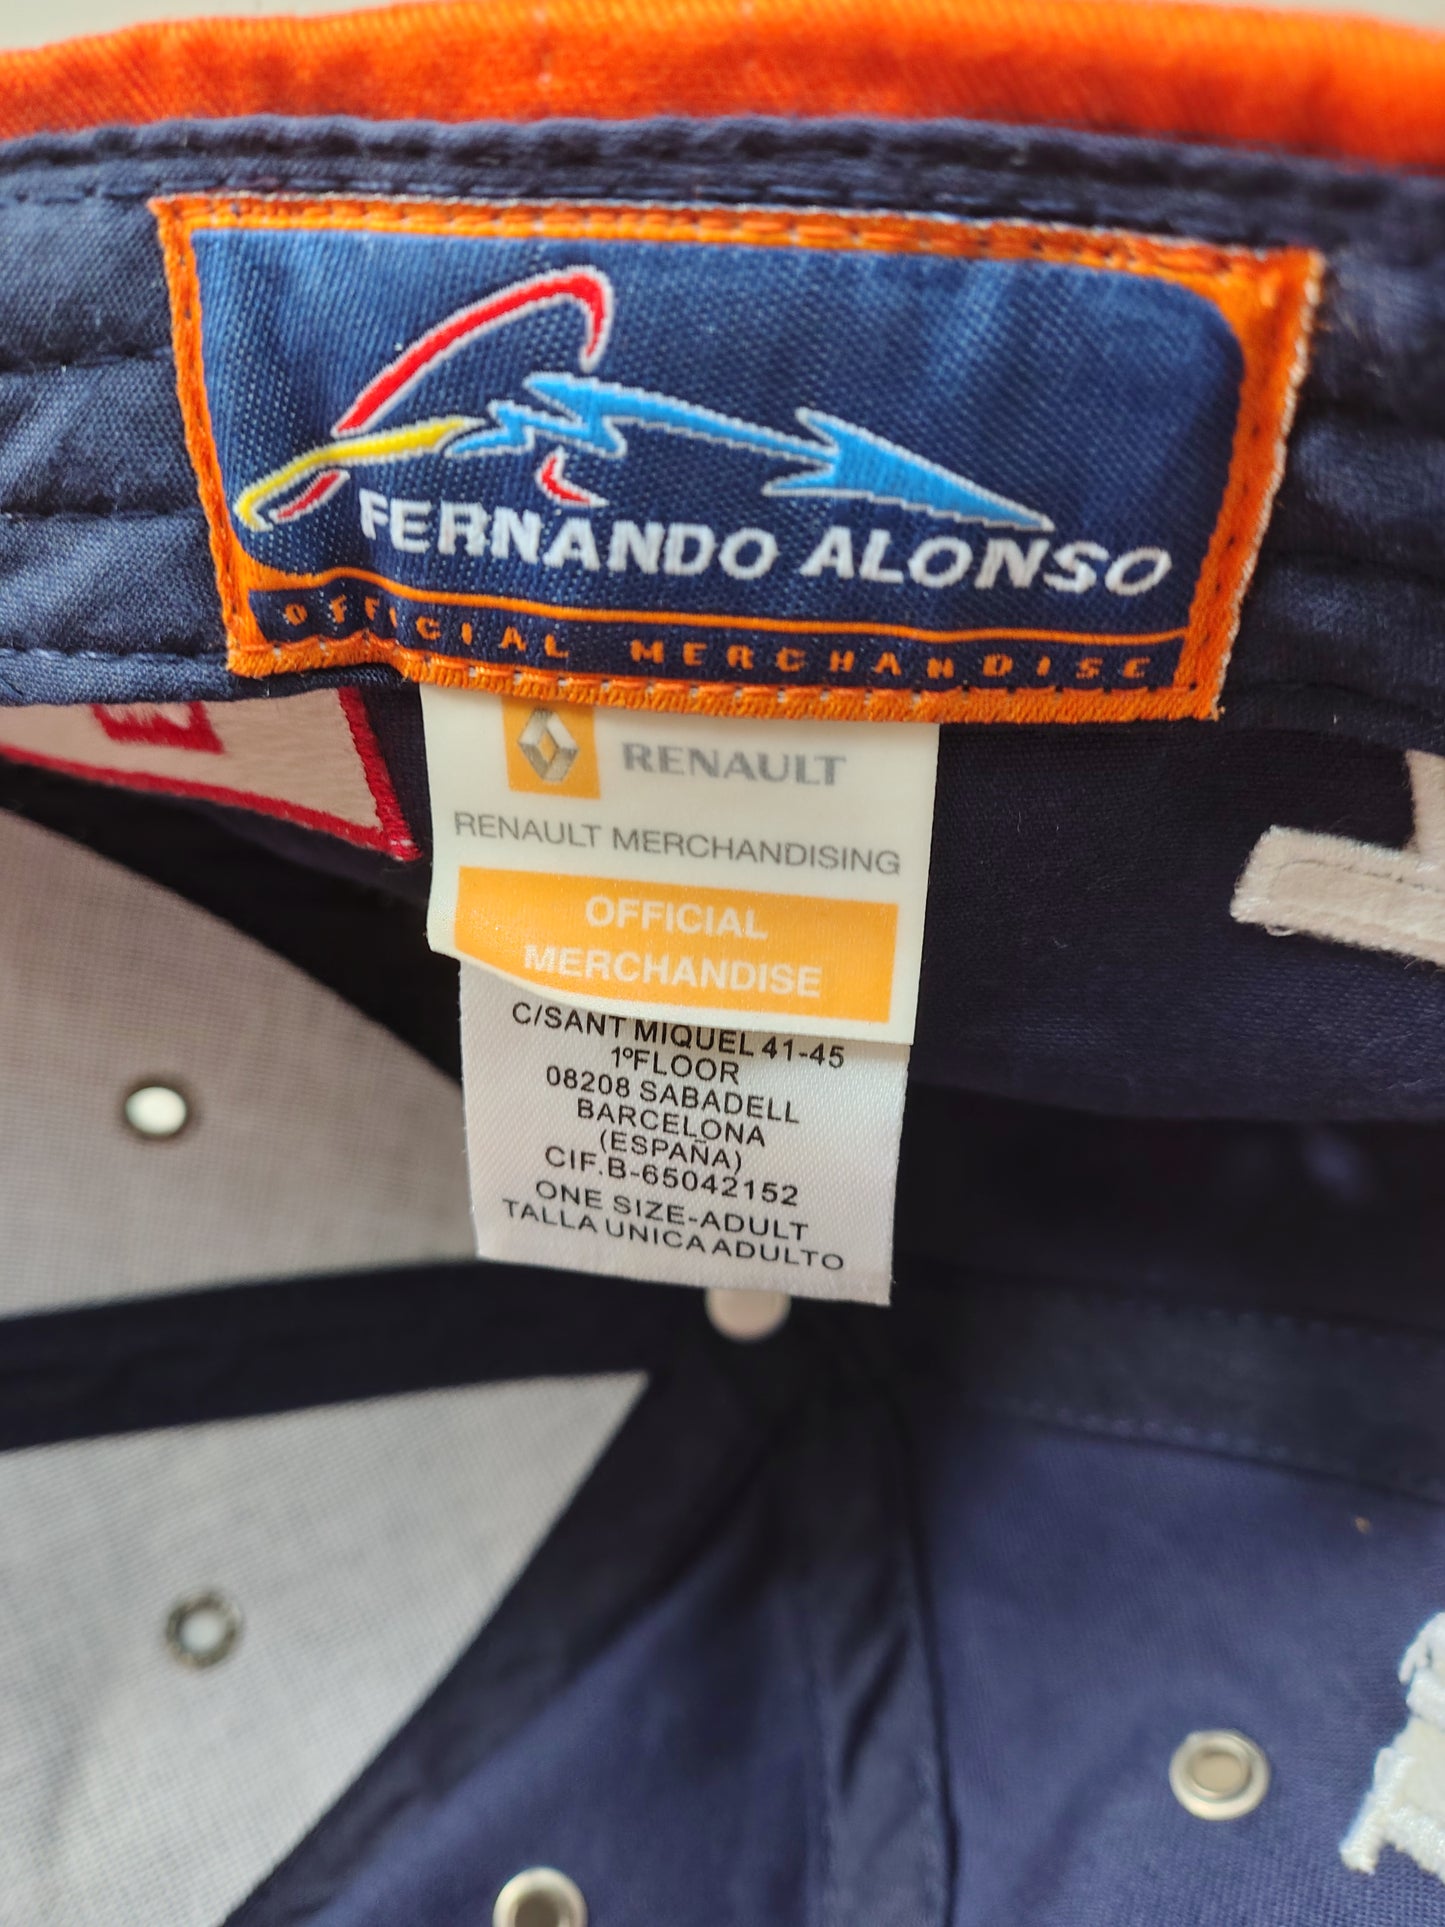 FERNANDO ALONSO
OFFICIAL MERCHANDISE
RENAULT
RENAULT MERCHANDISING
OFFICIAL
MERCHANDISE
C/SANT MIQUEL 41-45
1ºFLOOR
08208 SABADELL
BARCELONA
(ESPAÑA)
CIF.B-65042152
ONE SIZE-ADULT
TALLA UNICA ADULTO